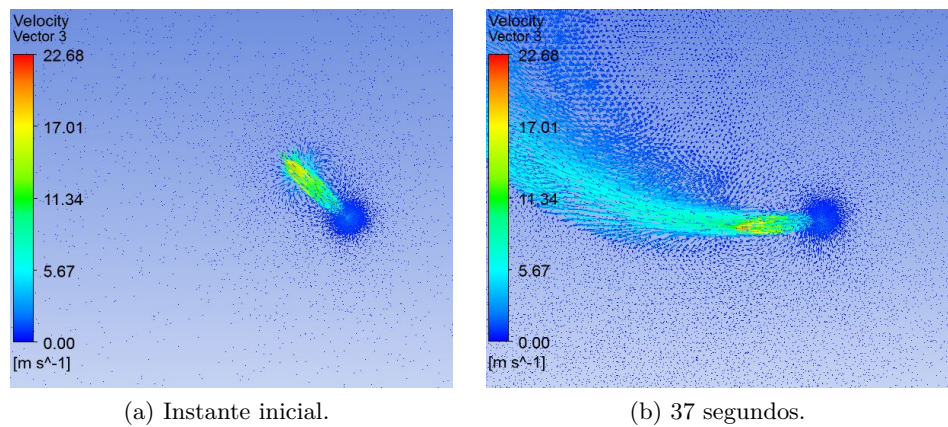 Velocity
Vector 3
22.68
17.01
11.34
5.67
0.00
[m s^-1]
(a) Instante inicial.
Velocity
Vector 3
22.68
17.01
11.34
5.67
0.00
[m s^-1]
(b) 37 segundos.